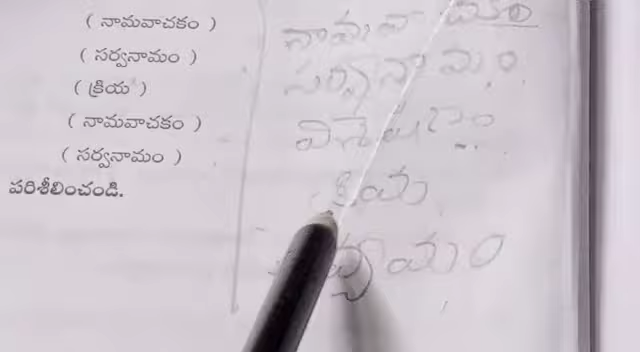 ( నామవాచకం )
( సర్వనామం )
( క్రియ )
( నామవాచకం )
( సర్వనామం )
పరిశీలించండి.
నామవాచకం
సర్వనామం
విశేషణం
క్రియ